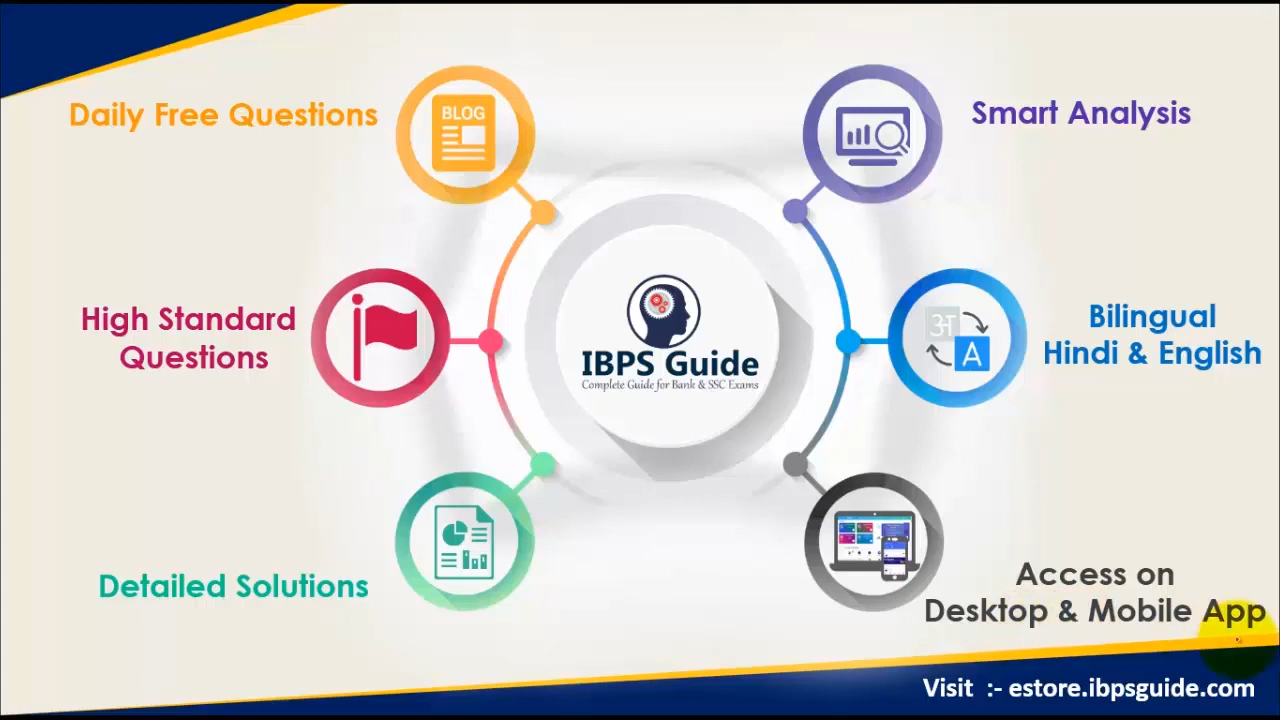 Daily Free Questions
BLOG
Smart Analysis
High Standard
Questions
IBPS Guide
Complete Guide for Bank & SSC Exams
अ
A
Bilingual
Hindi & English
Detailed Solutions
Access on
Desktop & Mobile App
Visit :- estore.ibpsguide.com